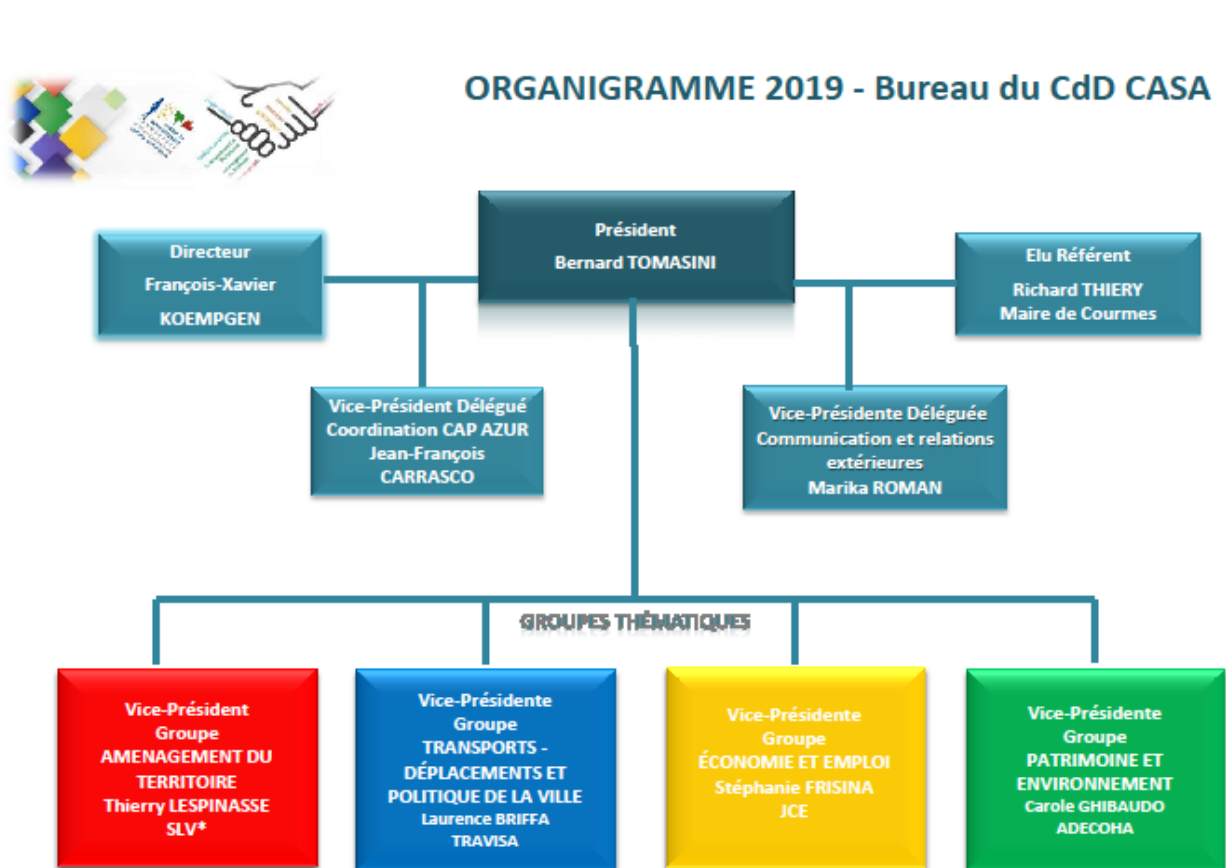 ORGANIGRAMME 2019 - Bureau du CdD CASA
Président
Bernard TOMASINI
Directeur
François-Xavier
KOEMPGEN
Elu Référent
Richard THIERY
Maire de Courmes
Vice-Président Délégué
Coordination CAP AZUR
Jean-François
CARRASCO
Vice-Présidente Déléguée
Communication et relations
extérieures
Marika ROMAN
GROUPES THÉMATIQUES
Vice-Président
Groupe
AMENAGEMENT DU
TERRITOIRE
Thierry LESPINASSE
SLV*
Vice-Présidente
Groupe
TRANSPORTS -
DÉPLACEMENTS ET
POLITIQUE DE LA VILLE
Laurence BRIFFA
TRAVISA
Vice-Présidente
Groupe
ÉCONOMIE ET EMPLOI
Stéphanie FRISINA
JCE
Vice-Présidente
Groupe
PATRIMOINE ET
ENVIRONNEMENT
Carole GHIBAUDO
ADECOHA